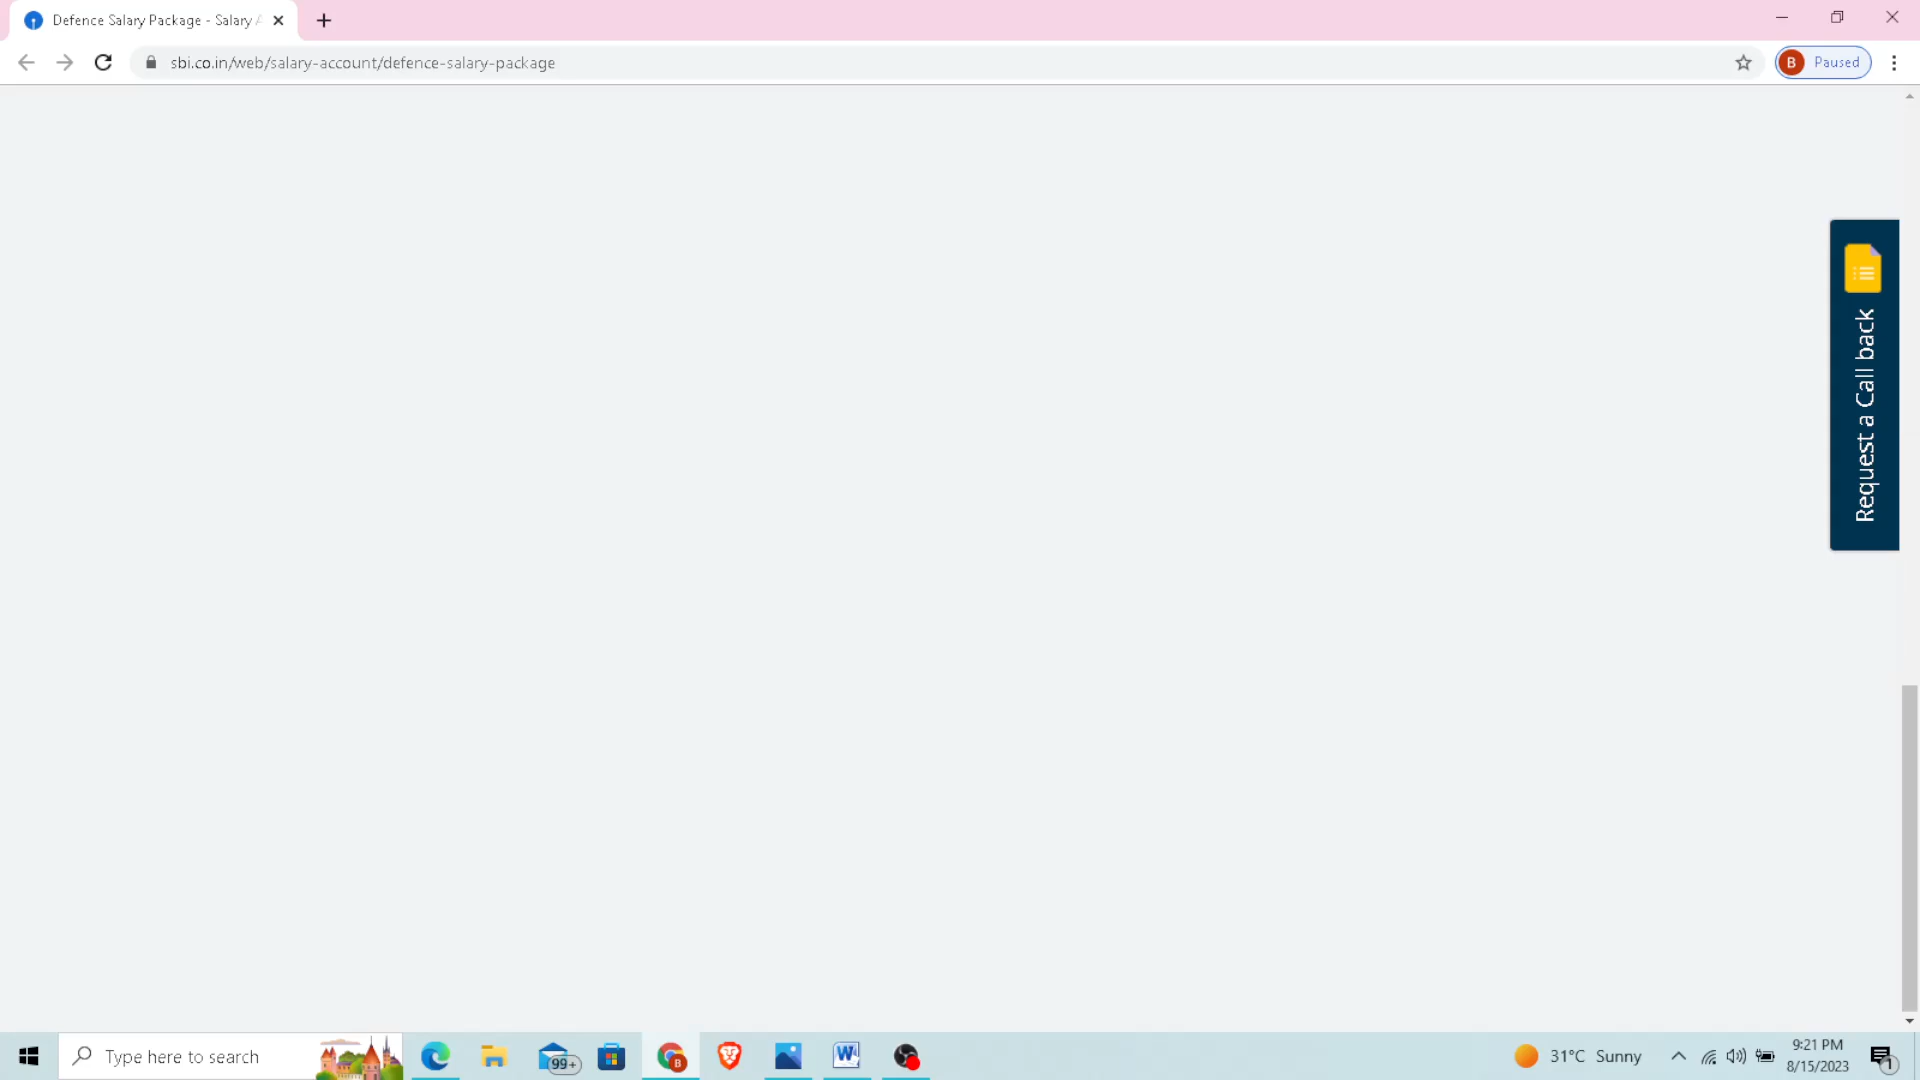 Defence Salary Package - Salary A
sbi.co.in/web/salary-account/defence-salary-package
B
Paused
Request a Call back
Type here to search
99+
B
W
31°C Sunny
9:21 PM
8/15/2023
1